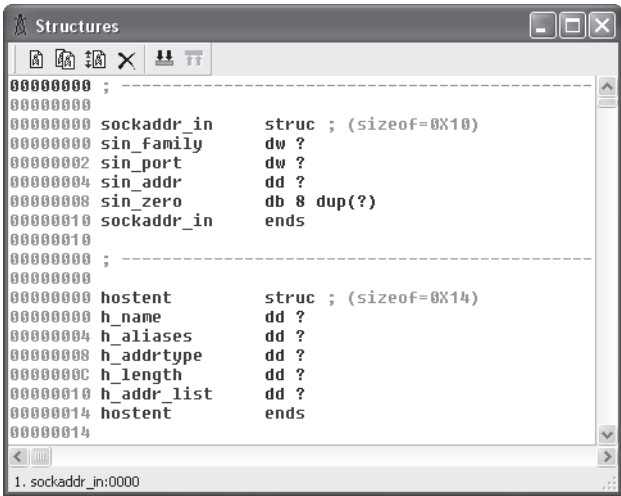 Structures
00000000 ; ------------------------------------------------------
00000000
00000000 sockaddr_in     struc ; (sizeof=0X10)
00000000 sin_family      dw ?
00000002 sin_port        dw ?
00000004 sin_addr        dd ?
00000008 sin_zero        db 8 dup(?)
00000010 sockaddr_in     ends
00000010
00000000 ; ------------------------------------------------------
00000000
00000000 hostent         struc ; (sizeof=0X14)
00000000 h_name          dd ?
00000004 h_aliases       dd ?
00000008 h_addrtype      dd ?
0000000C h_length        dd ?
00000010 h_addr_list     dd ?
00000014 hostent         ends
00000014
1. sockaddr_in:0000